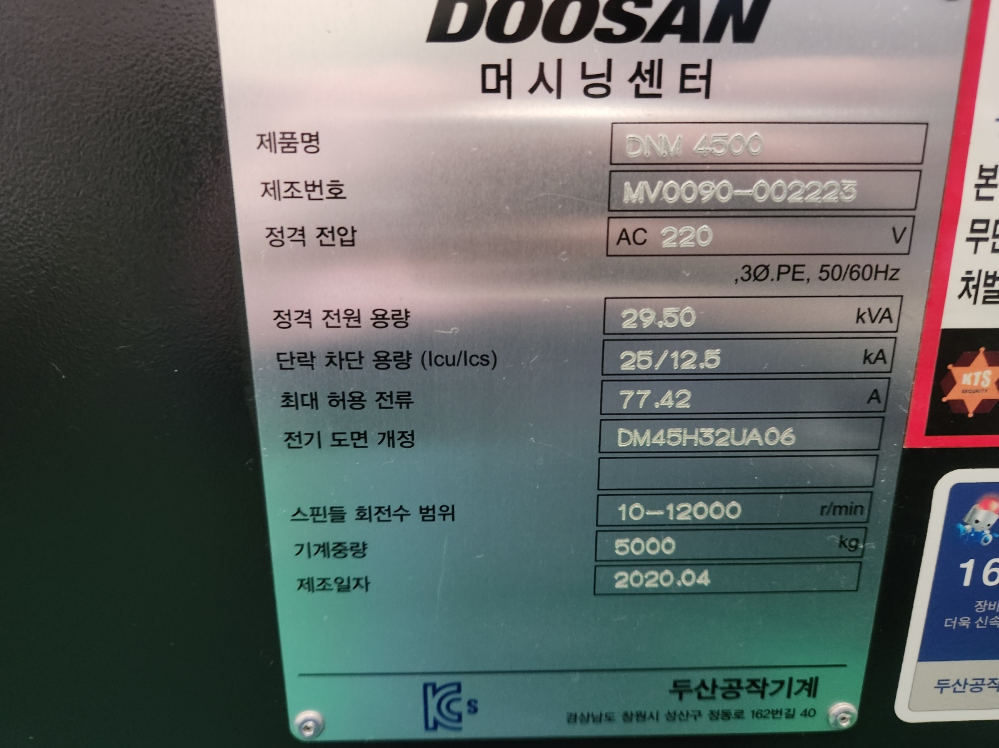 DOOSAN
머시닝센터
제품명 DNM 4500
제조번호 MV0090-002223
정격 전압 AC 220 V
,3Ø.PE, 50/60Hz
정격 전원 용량 29.50 kVA
단락 차단 용량 (Icu/Ics) 25/12.5 kA
최대 허용 전류 77.42 A
전기 도면 개정 DM45H32UA06
스핀들 회전수 범위 10-12000 r/min
기계중량 5000 kg
제조일자 2020.04
KC s
두산공작기계
경상남도 창원시 성산구 정동로 162번길 40
본
무단
처벌
KTS
SECURITY
16
장비
더욱 신속
두산공작